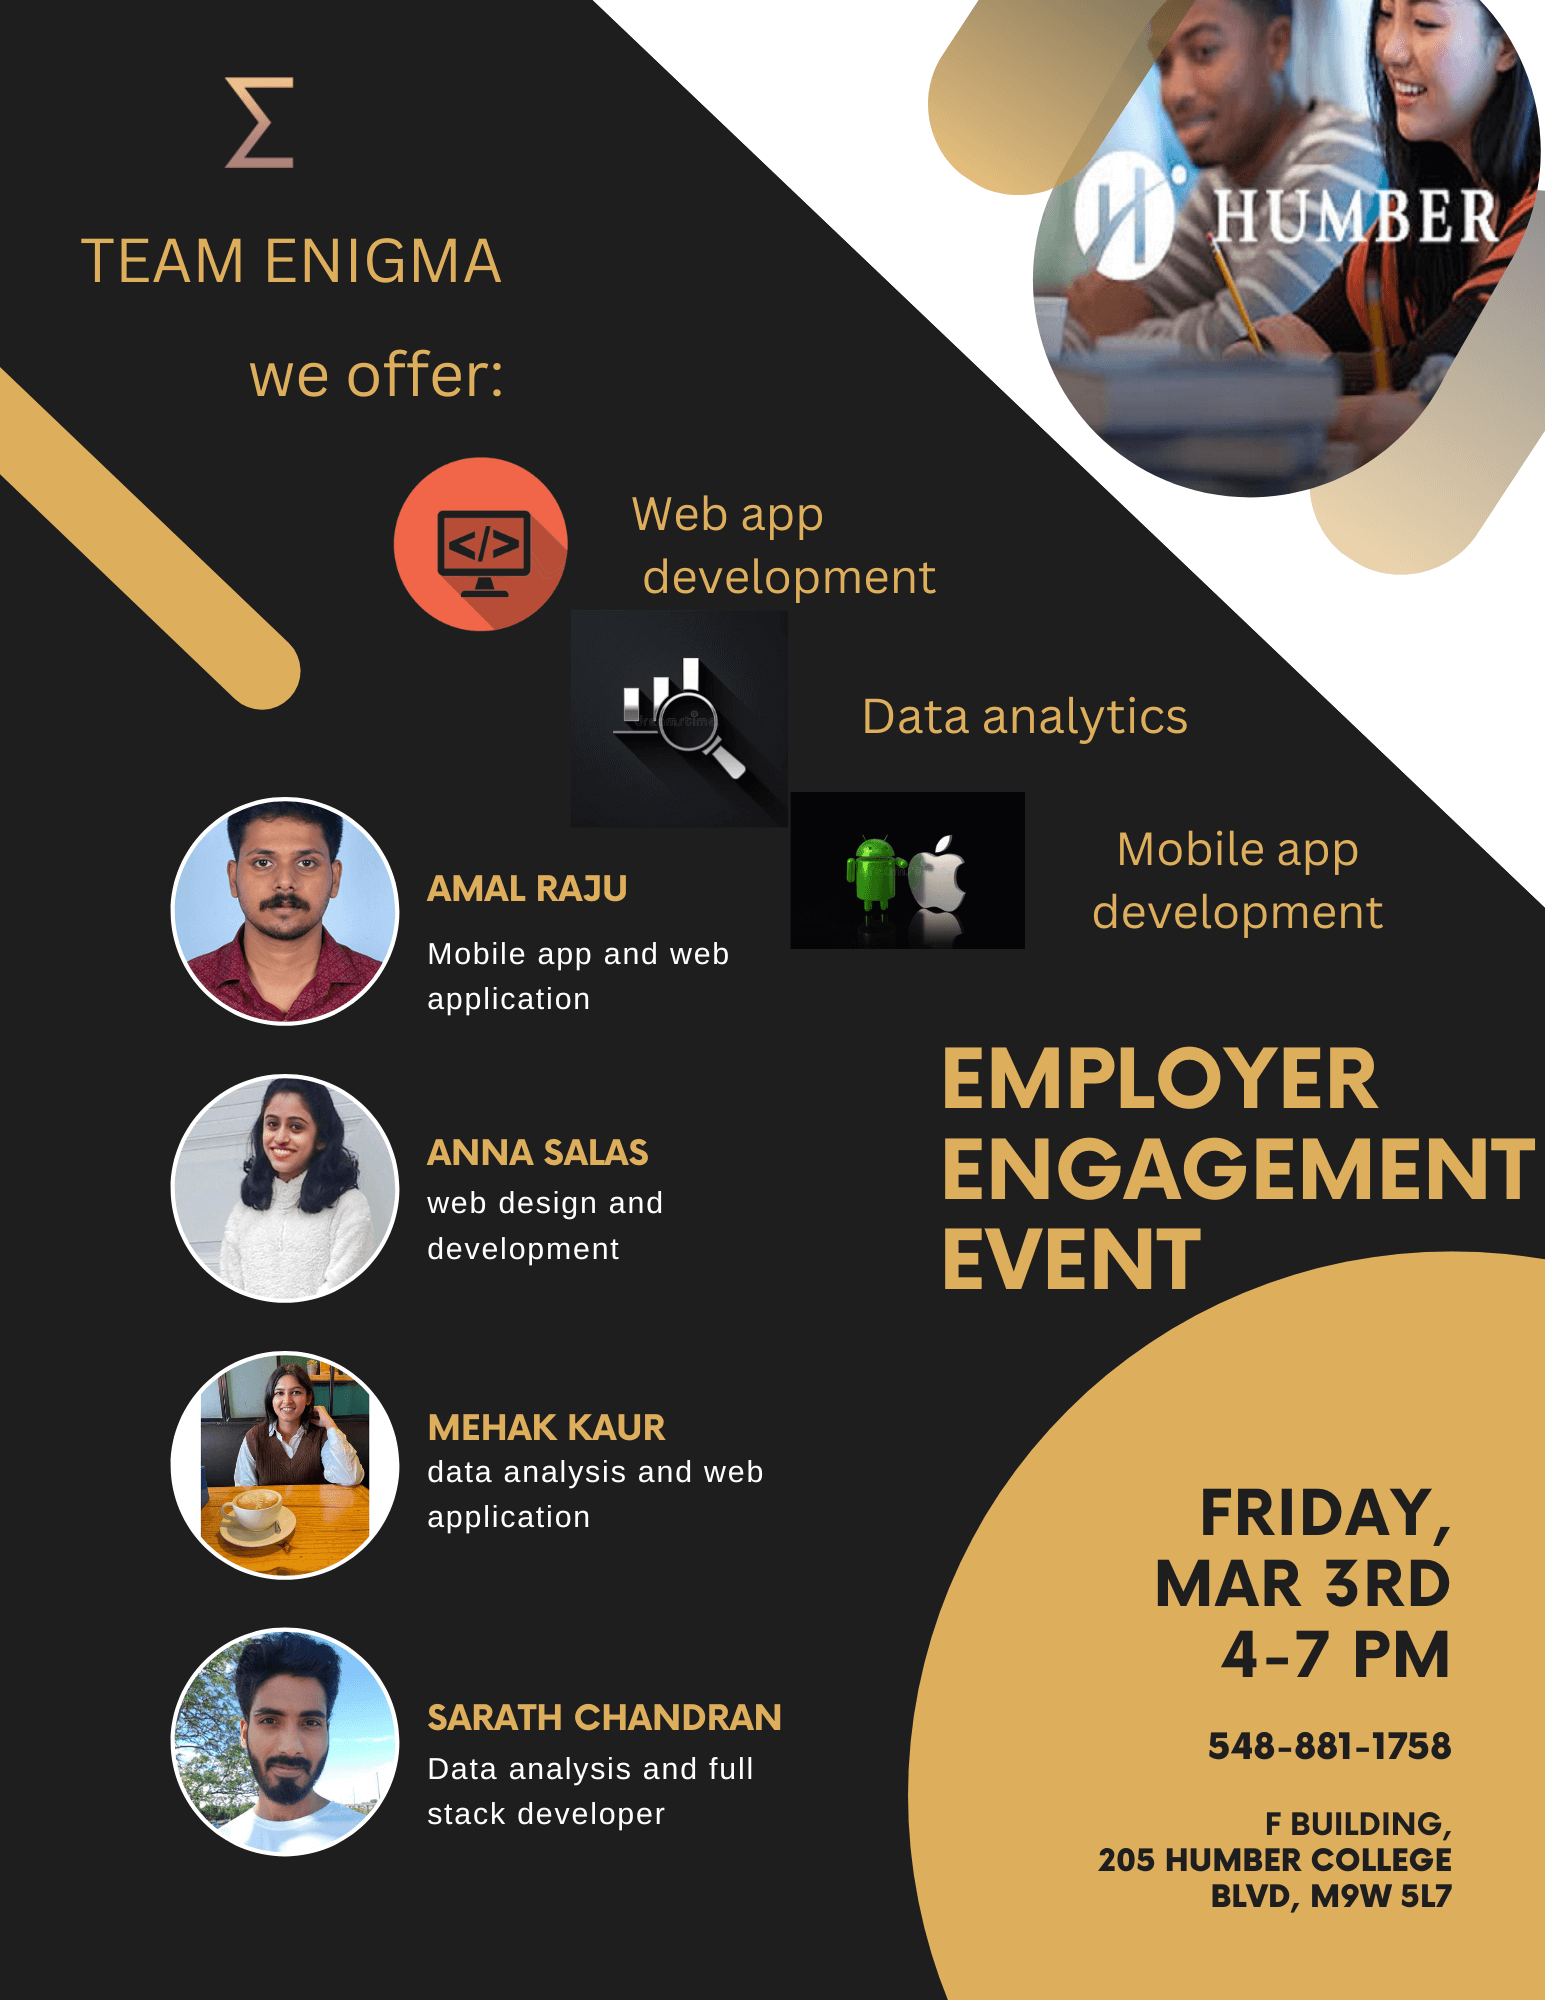 Σ
HUMBER
TEAM ENIGMA
we offer:
</>
Web app
development
dreamstime
Data analytics
Mobile app
development
AMAL RAJU
Mobile app and web
application
ANNA SALAS
web design and
development
MEHAK KAUR
data analysis and web
application
SARATH CHANDRAN
Data analysis and full
stack developer
EMPLOYER
ENGAGEMENT
EVENT
FRIDAY,
MAR 3RD
4-7 PM
548-881-1758
F BUILDING,
205 HUMBER COLLEGE
BLVD, M9W 5L7